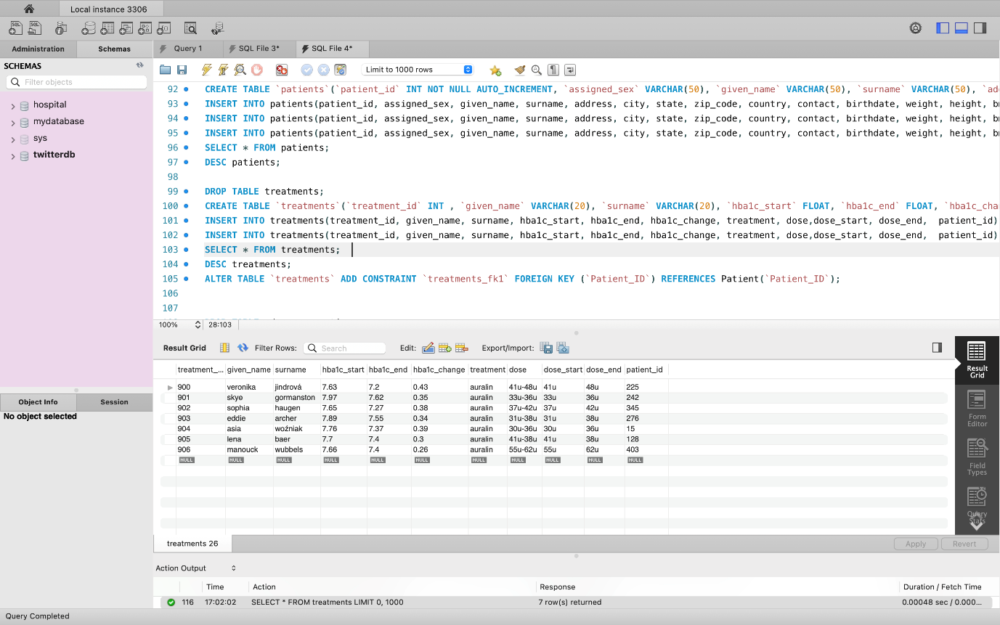 Local instance 3306
Administration Schemas Query 1 SQL File 3* SQL File 4*
SCHEMAS
Filter objects
hospital
mydatabase
sys
twitterdb
Limit to 1000 rows
92 CREATE TABLE `patients`(`patient_id` INT NOT NULL AUTO_INCREMENT, `assigned_sex` VARCHAR(50), `given_name` VARCHAR(50), `surname` VARCHAR(50), `ad
93 INSERT INTO patients(patient_id, assigned_sex, given_name, surname, address, city, state, zip_code, country, contact, birthdate, weight, height, b
94 INSERT INTO patients(patient_id, assigned_sex, given_name, surname, address, city, state, zip_code, country, contact, birthdate, weight, height, b
95 INSERT INTO patients(patient_id, assigned_sex, given_name, surname, address, city, state, zip_code, country, contact, birthdate, weight, height, b
96 SELECT * FROM patients;
97 DESC patients;
98
99 DROP TABLE treatments;
100 CREATE TABLE `treatments`(`treatment_id` INT , `given_name` VARCHAR(20), `surname` VARCHAR(20), `hba1c_start` FLOAT, `hba1c_end` FLOAT, `hba1c_cha
101 INSERT INTO treatments(treatment_id, given_name, surname, hba1c_start, hba1c_end, hba1c_change, treatment, dose,dose_start, dose_end,  patient_id)
102 INSERT INTO treatments(treatment_id, given_name, surname, hba1c_start, hba1c_end, hba1c_change, treatment, dose,dose_start, dose_end,  patient_id)
103 SELECT * FROM treatments;
104 DESC treatments;
105 ALTER TABLE `treatments` ADD CONSTRAINT `treatments_fk1` FOREIGN KEY (`Patient_ID`) REFERENCES Patient(`Patient_ID`);
106
107
100% 28:103
Result Grid Filter Rows: Search Edit: Export/Import:
treatment_... given_name surname hba1c_start hba1c_end hba1c_change treatment dose dose_start dose_end patient_id
900 veronika jindrová 7.63 7.2 0.43 auralin 41u-48u 41u 48u 225
901 skye gormanston 7.97 7.62 0.35 auralin 33u-36u 33u 36u 242
902 sophia haugen 7.65 7.27 0.38 auralin 37u-42u 37u 42u 345
903 eddie archer 7.89 7.55 0.34 auralin 31u-38u 31u 38u 276
904 asia woźniak 7.76 7.37 0.39 auralin 30u-36u 30u 36u 15
905 lena baer 7.7 7.4 0.3 auralin 41u-38u 41u 38u 128
906 manouck wubbels 7.66 7.4 0.26 auralin 55u-62u 55u 62u 403
NULL NULL NULL NULL NULL NULL NULL NULL NULL NULL NULL
Result
Grid
Form
Editor
Field
Types
Query
Stats
Object Info Session
No object selected
treatments 26 Apply Revert
Action Output
Time Action Response Duration / Fetch Time
116 17:02:02 SELECT * FROM treatments LIMIT 0, 1000 7 row(s) returned 0.00048 sec / 0.000...
Query Completed